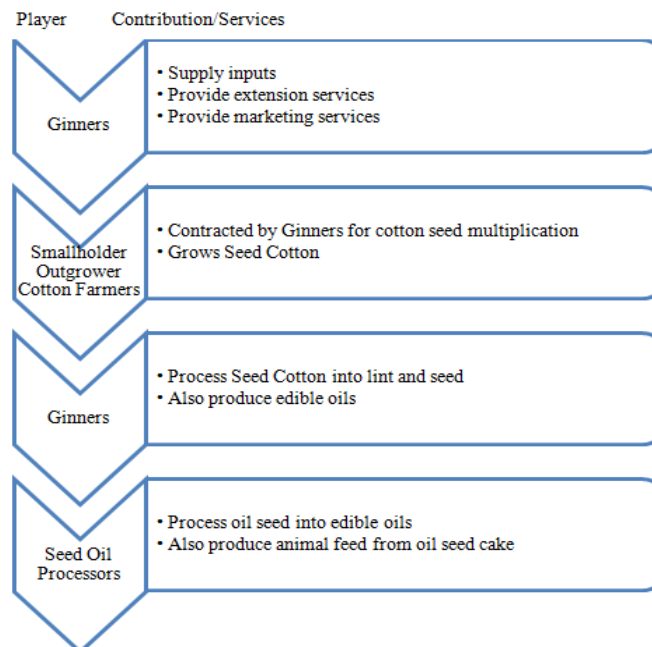 Player Contribution/Services
Ginners
• Supply inputs
• Provide extension services
• Provide marketing services
Smallholder
Outgrower
Cotton Farmers
• Contracted by Ginners for cotton seed multiplication
• Grows Seed Cotton
Ginners
• Process Seed Cotton into lint and seed
• Also produce edible oils
Seed Oil
Processors
• Process oil seed into edible oils
• Also produce animal feed from oil seed cake